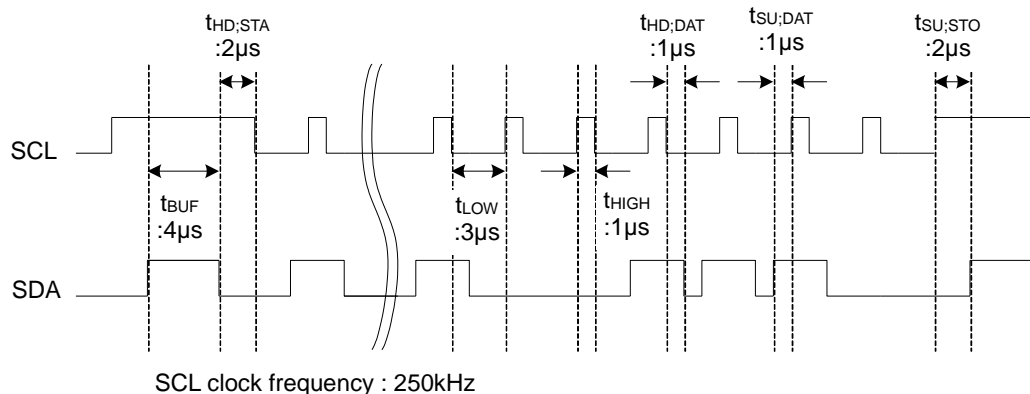 tHD;STA
:2µs
tHD;DAT
:1µs
tSU;DAT
:1µs
tSU;STO
:2µs
SCL
tBUF
:4µs
tLOW
:3µs
tHIGH
:1µs
SDA
SCL clock frequency : 250kHz